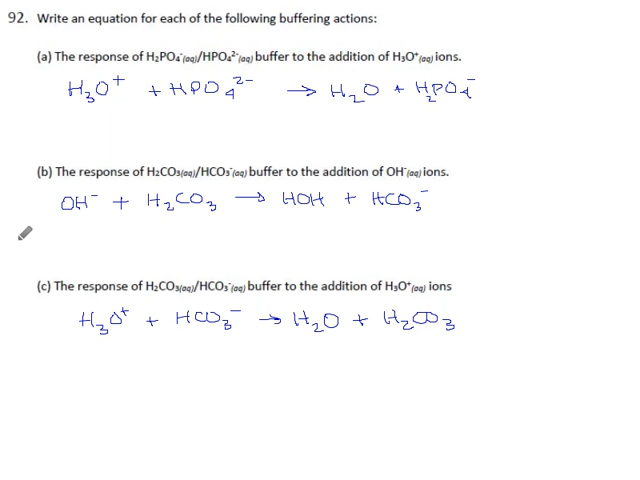 92. Write an equation for each of the following buffering actions:
(a) The response of H₂PO₄⁻(aq)/HPO₄²⁻(aq) buffer to the addition of H₃O⁺(aq) ions.
H₃O⁺ + HPO₄²⁻ → H₂O + H₂PO₄⁻
(b) The response of H₂CO₃(aq)/HCO₃⁻(aq) buffer to the addition of OH⁻(aq) ions.
OH⁻ + H₂CO₃ → HOH + HCO₃⁻
(c) The response of H₂CO₃(aq)/HCO₃⁻(aq) buffer to the addition of H₃O⁺(aq) ions
H₃O⁺ + HCO₃⁻ → H₂O + H₂CO₃